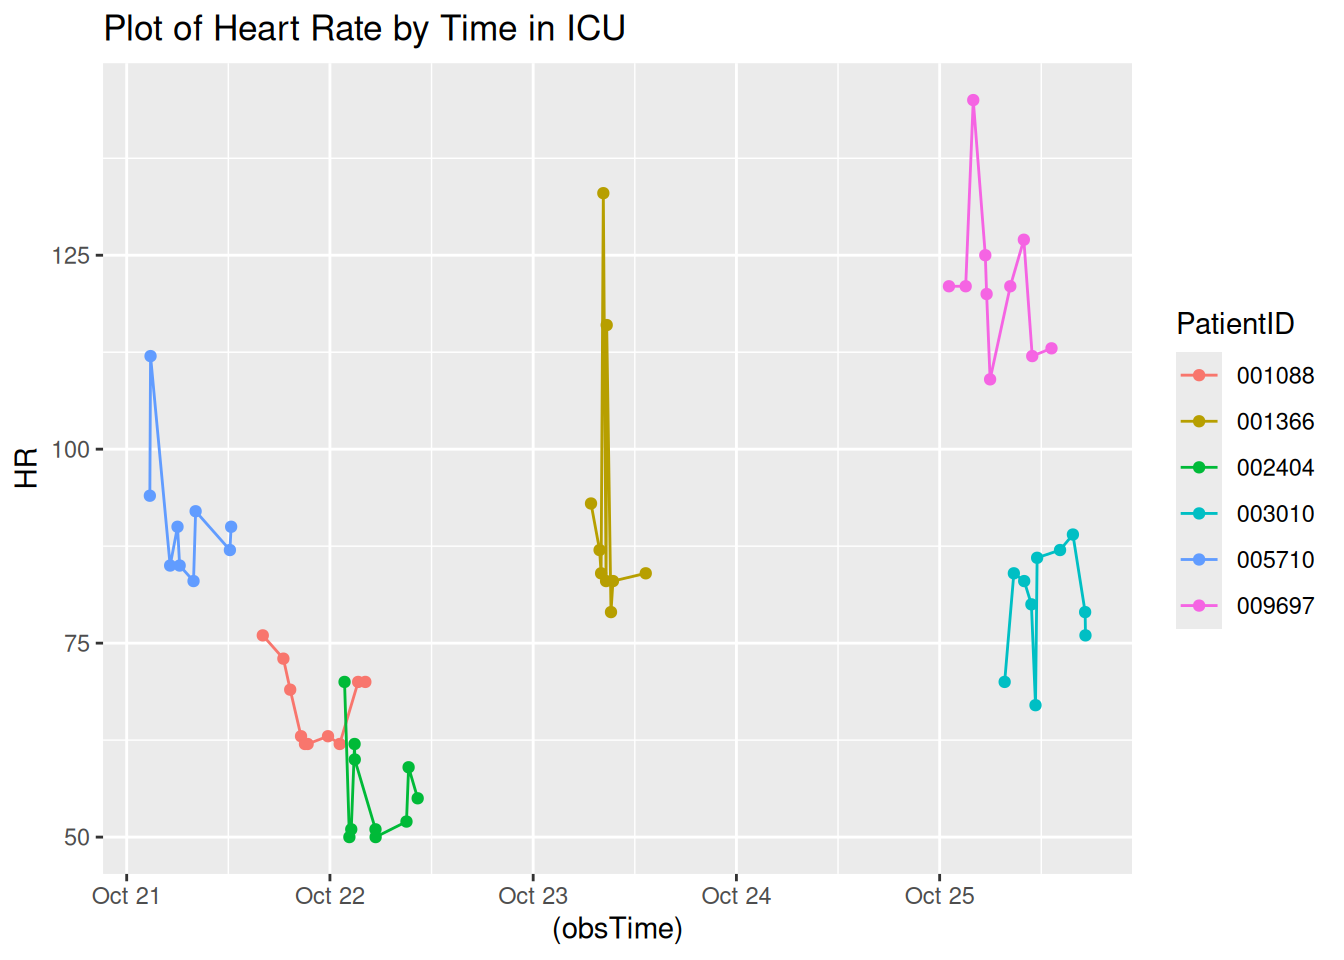 Plot of Heart Rate by Time in ICU
125
100
75
50
HR
Oct 21
Oct 22
Oct 23
Oct 24
Oct 25
(obsTime)
PatientID
001088
001366
002404
003010
005710
009697